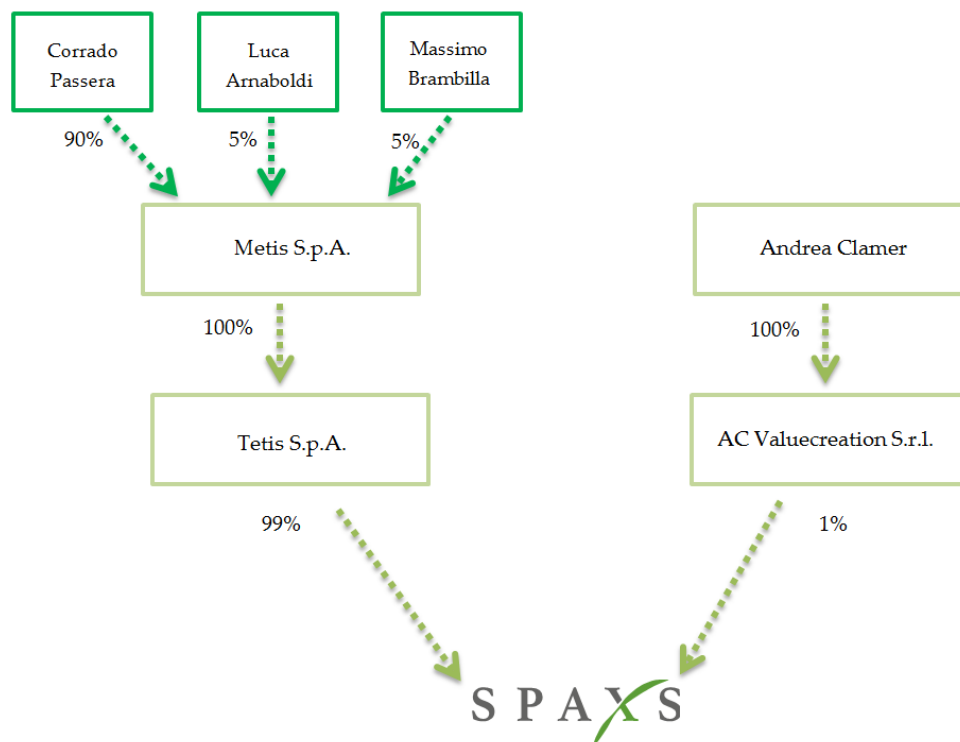 Corrado
Passera
Luca
Arnaboldi
Massimo
Brambilla
90%
5%
5%
Metis S.p.A.
Andrea Clamer
100%
100%
Tetis S.p.A.
AC Valuecreation S.r.l.
99%
1%
SPAXS